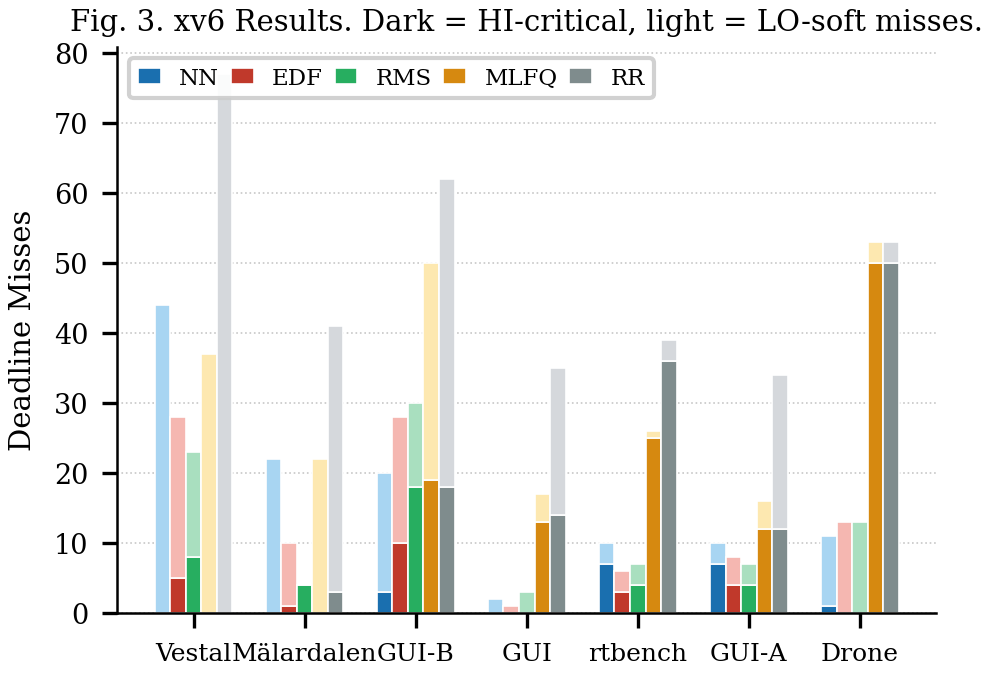 Fig. 3. xv6 Results. Dark = HI-critical, light = LO-soft misses.
80
NN EDF RMS MLFQ RR
70
60
50
40
30
20
10
0
Deadline Misses
Vestal Mälardalen GUI-B GUI rtbench GUI-A Drone